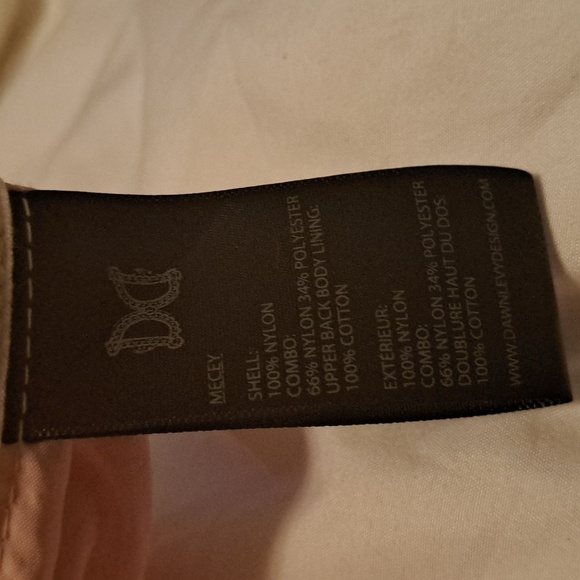 MECEY
SHELL:
100% NYLON
COMBO:
66% NYLON 34% POLYESTER
UPPER BACK BODY LINING:
100% COTTON
EXTÉRIEUR:
100% NYLON
COMBO:
66% NYLON 34% POLYESTER
DOUBLURE HAUT DU DOS
100% COTTON
WWW.DAWNLEVYDESIGN.COM